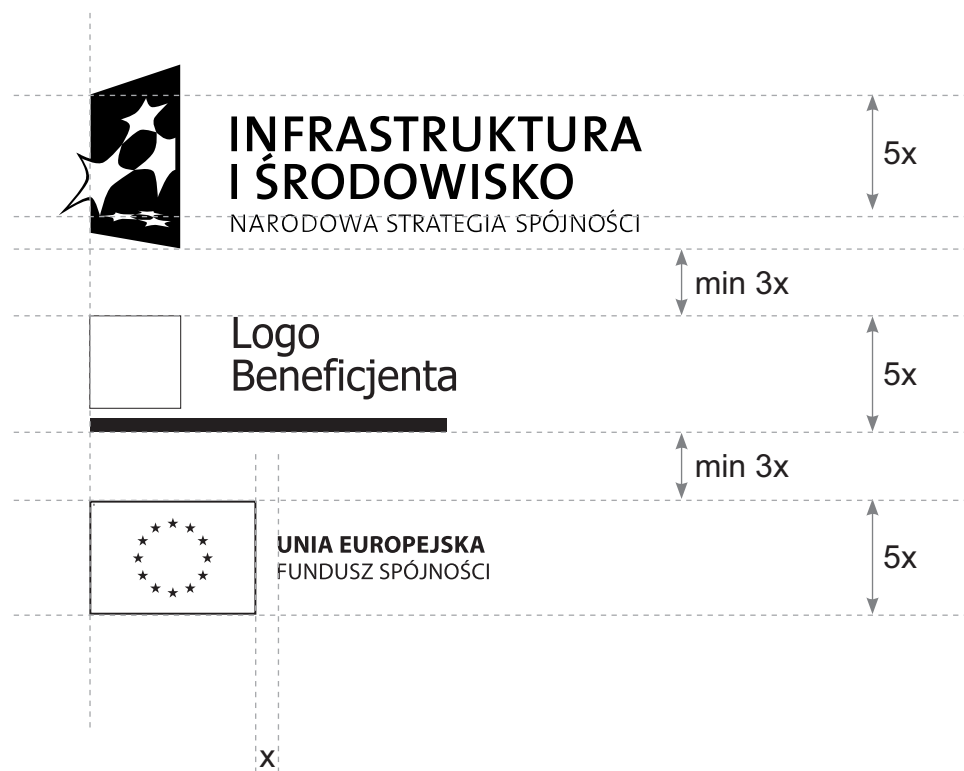 INFRASTRUKTURA
I ŚRODOWISKO
NARODOWA STRATEGIA SPÓJNOŚCI
5x
min 3x
Logo
Beneficjenta
5x
min 3x
UNIA EUROPEJSKA
FUNDUSZ SPÓJNOŚCI
5x
x